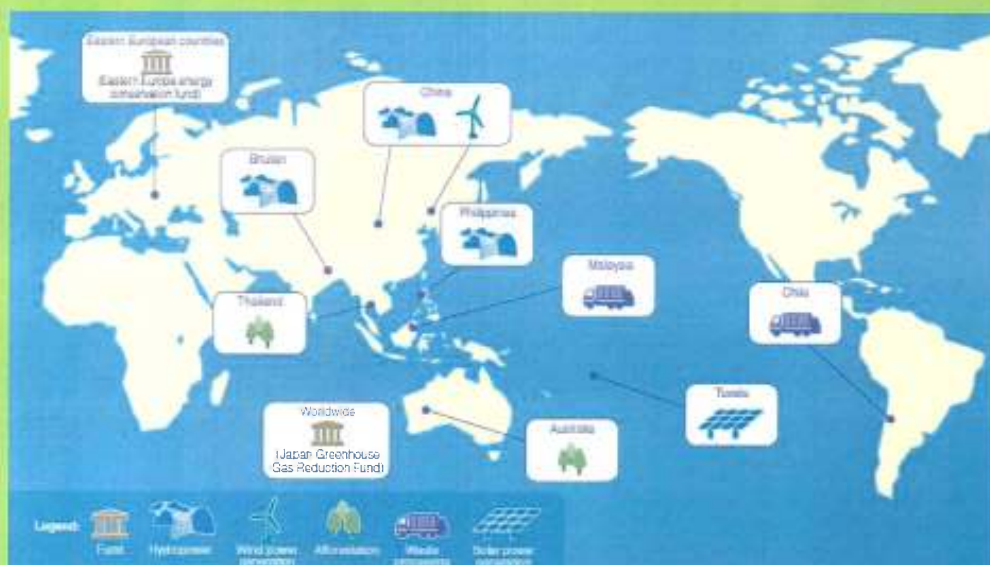 Eastern European countries
(Eastern Europe energy
conservation fund)
China
Bhutan
Philippines
Malaysia
Thailand
Chile
Worldwide
(Japan Greenhouse
Gas Reduction Fund)
Australia
Tuvalu
Legend:
Fund
Hydropower
Wind power
generation
Afforestation
Waste
Solar power
generation